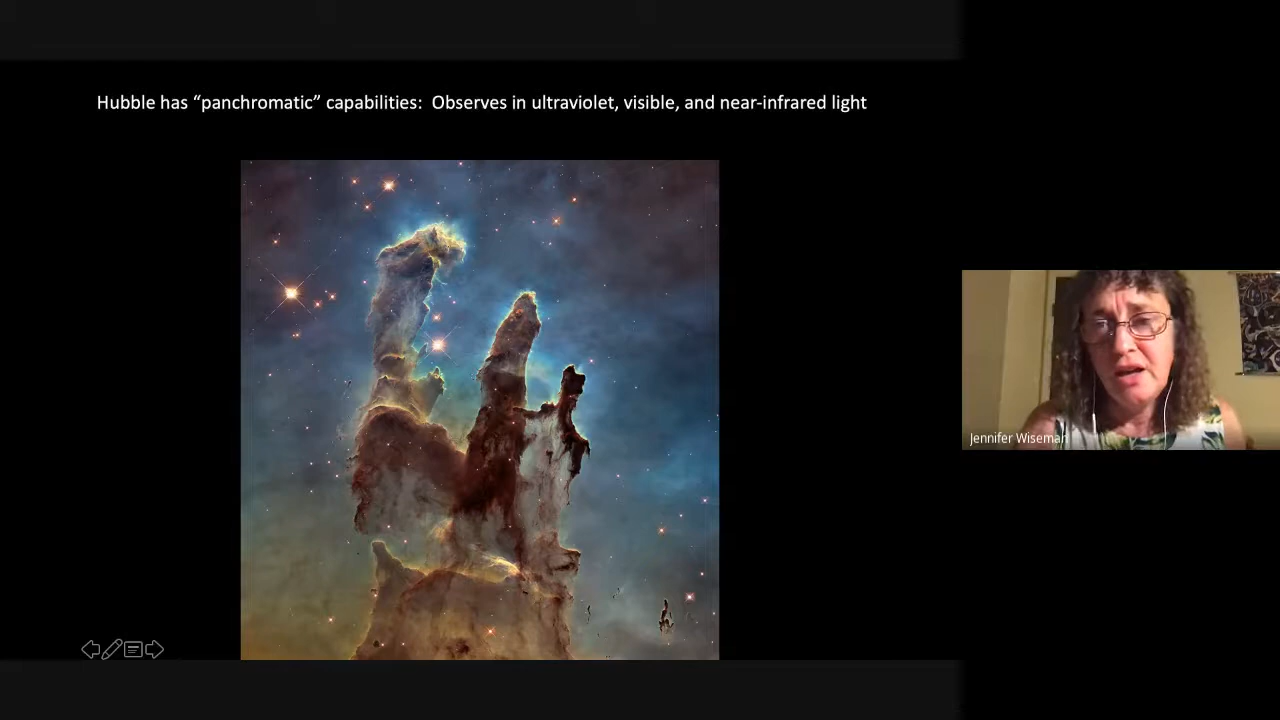 Hubble has “panchromatic” capabilities:  Observes in ultraviolet, visible, and near-infrared light
Jennifer Wiseman